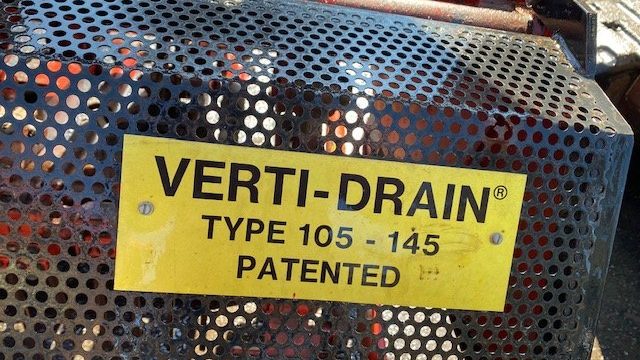 VERTI-DRAIN®
TYPE 105 - 145
PATENTED